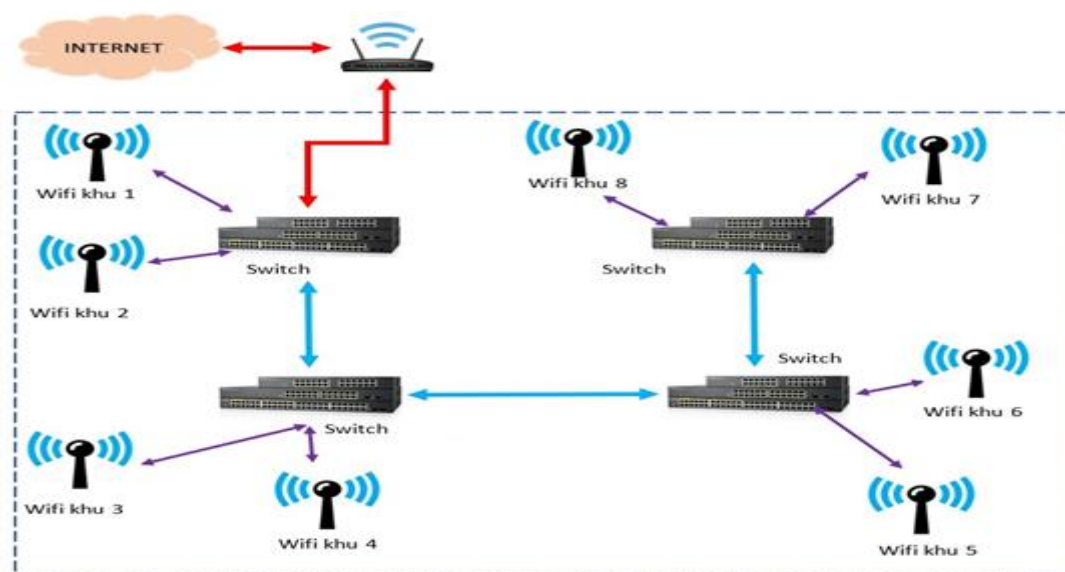 INTERNET
Wifi khu 1
Wifi khu 8
Wifi khu 7
Switch
Switch
Wifi khu 2
Switch
Wifi khu 6
Switch
Wifi khu 3
Wifi khu 4
Wifi khu 5